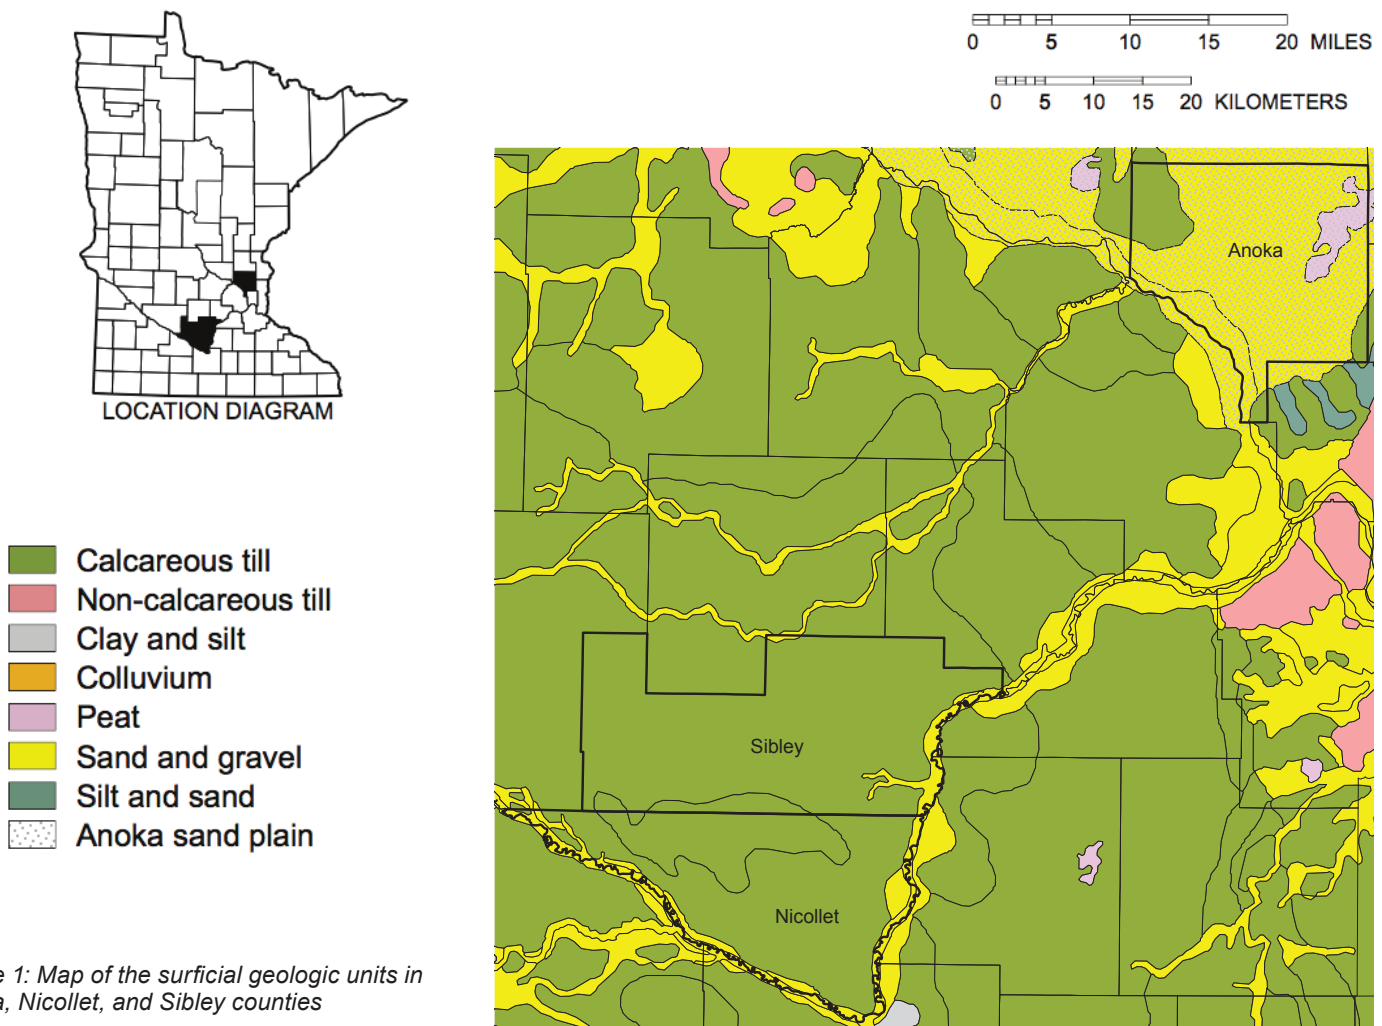 0 5 10 15 20 MILES
0 5 10 15 20 KILOMETERS
LOCATION DIAGRAM
Anoka
Sibley
Nicollet
Calcareous till
Non-calcareous till
Clay and silt
Colluvium
Peat
Sand and gravel
Silt and sand
Anoka sand plain
e 1: Map of the surficial geologic units in
a, Nicollet, and Sibley counties